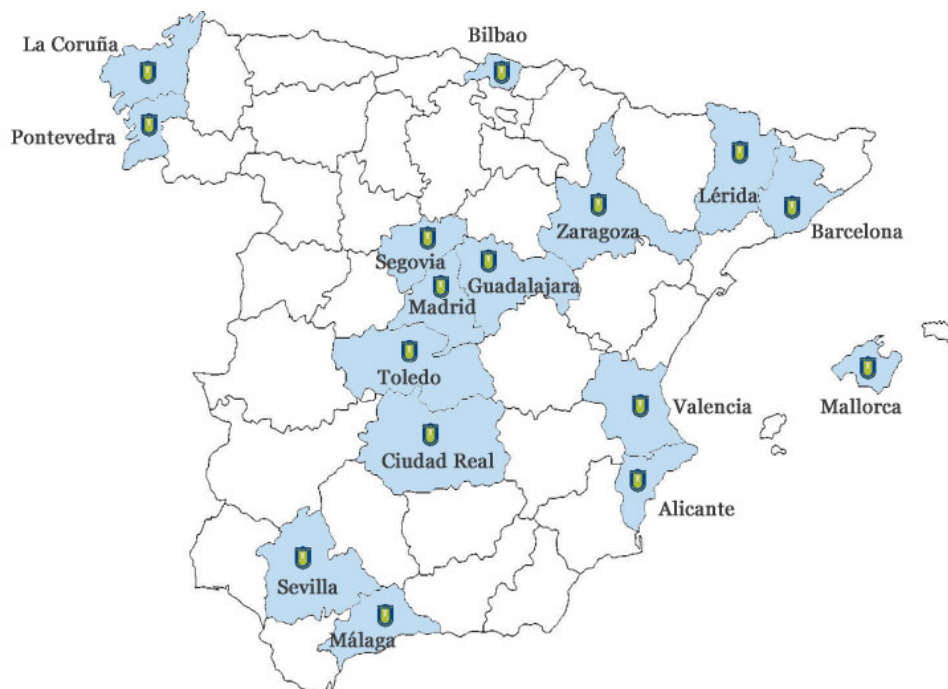 La Coruña
Bilbao
Pontevedra
Lérida
Zaragoza
Barcelona
Segovia
Guadalajara
Madrid
Toledo
Valencia
Mallorca
Ciudad Real
Alicante
Sevilla
Málaga